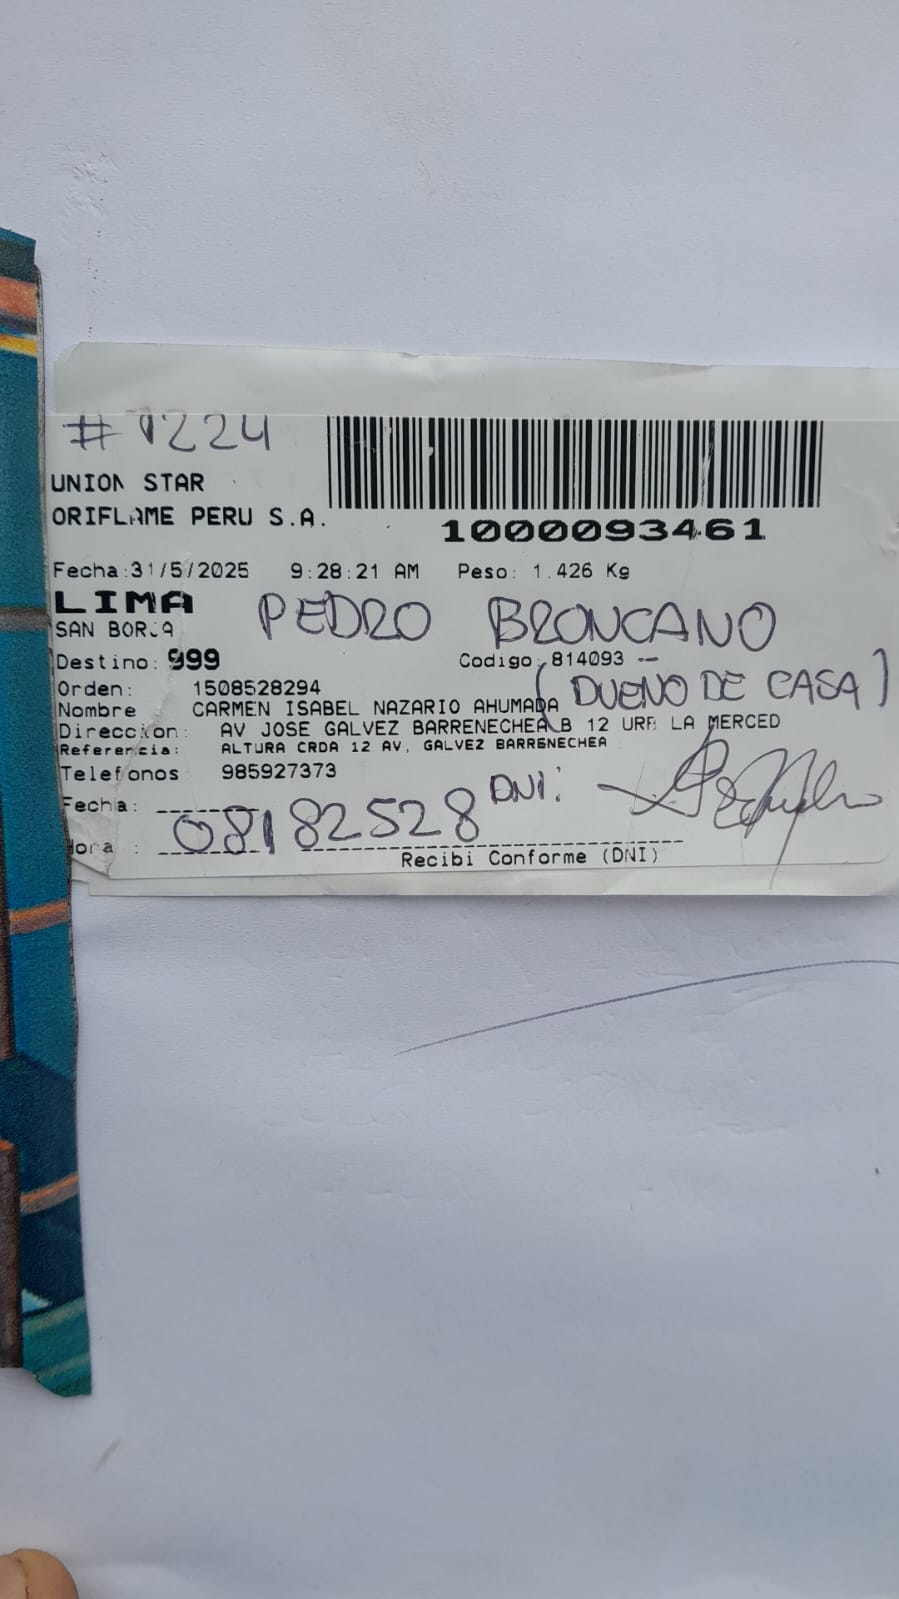 #1224
UNION STAR
ORIFLAME PERU S.A.
1000093461
Fecha:31/5/2025 9:28:21 AM Peso: 1.426 Kg
LIMA PEDRO BRONCANO
SAN BORJA
Destino: 999 Codigo: 814093 —
Orden: 1508528294 (DUEÑO DE CASA)
Nombre CARMEN ISABEL NAZARIO AHUMADA
Direccion: AV JOSE GALVEZ BARRENECHEA B 12 URB LA MERCED
Referencia: ALTURA CRDA 12 AV. GALVEZ BARRENECHEA
Telefonos 985927373
DNI:
Fecha:
08182528
Hora :
Recibi Conforme (DNI)